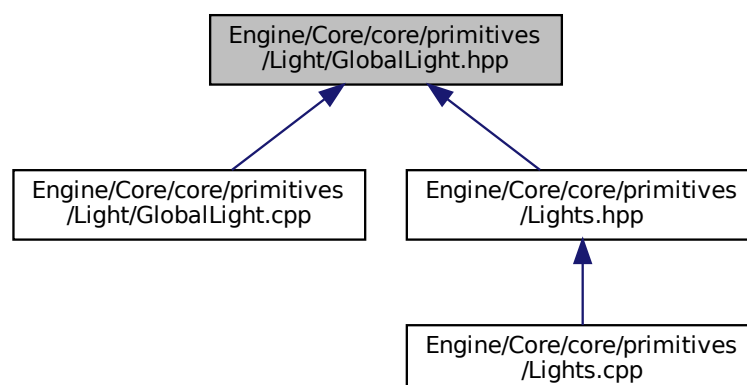 Engine/Core/core/primitives
/Light/GlobalLight.hpp
Engine/Core/core/primitives
/Light/GlobalLight.cpp
Engine/Core/core/primitives
/Lights.hpp
Engine/Core/core/primitives
/Lights.cpp